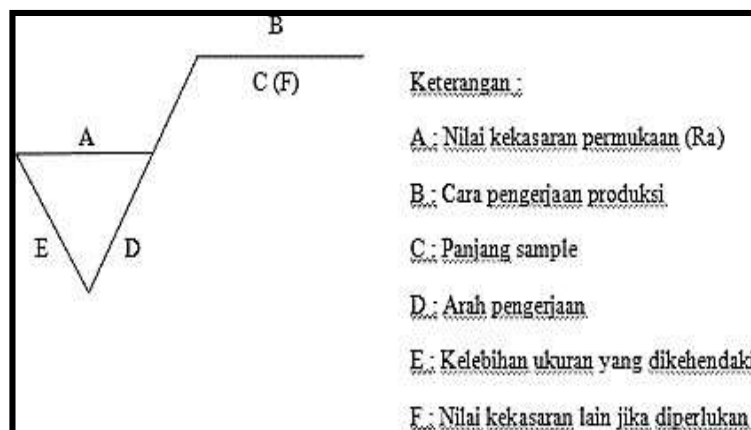 B
C (F)
A
E
D
Keterangan :
A : Nilai kekasaran permukaan (Ra)
B : Cara pengerjaan produksi
C : Panjang sample
D : Arah pengerjaan
E : Kelebihan ukuran yang dikehendaki
F : Nilai kekasaran lain jika diperlukan